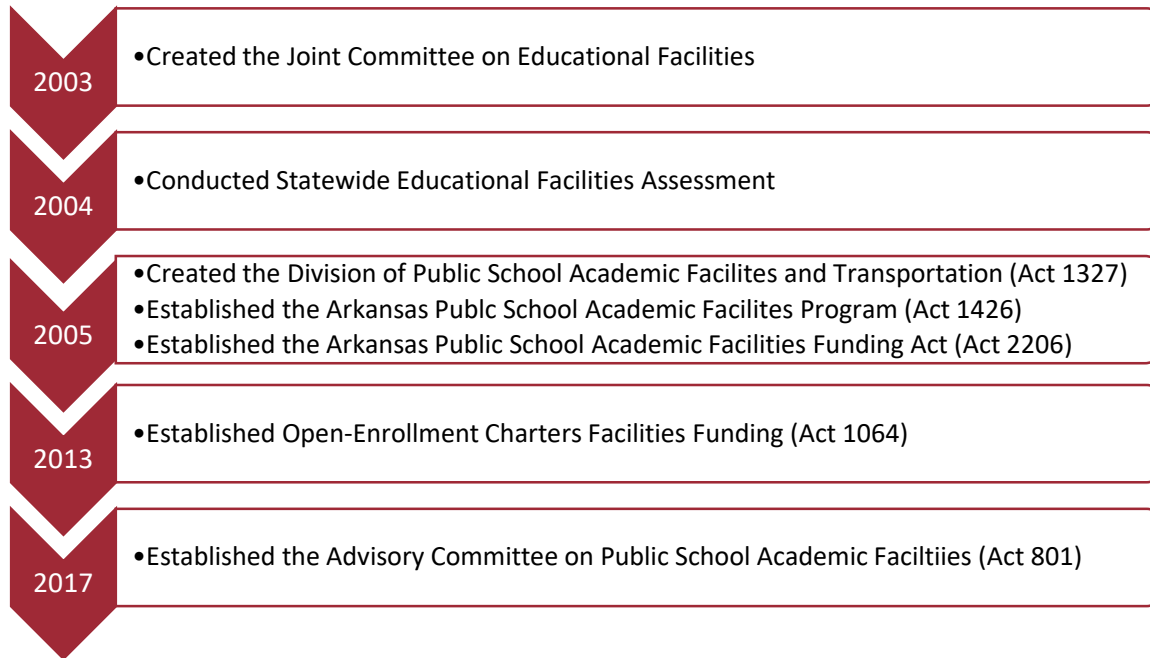 2003
•Created the Joint Committee on Educational Facilities
2004
•Conducted Statewide Educational Facilities Assessment
2005
•Created the Division of Public School Academic Facilites and Transportation (Act 1327)
•Established the Arkansas Publc School Academic Facilites Program (Act 1426)
•Established the Arkansas Public School Academic Facilities Funding Act (Act 2206)
2013
•Established Open-Enrollment Charters Facilities Funding (Act 1064)
2017
•Established the Advisory Committee on Public School Academic Faciltiies (Act 801)